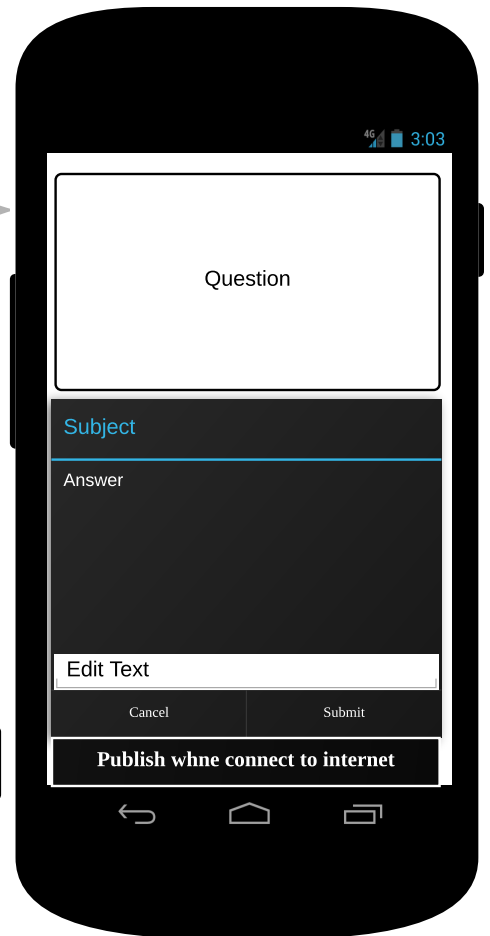 4G 3:03
Question
Subject
Answer
Edit Text
Cancel Submit
Publish whne connect to internet